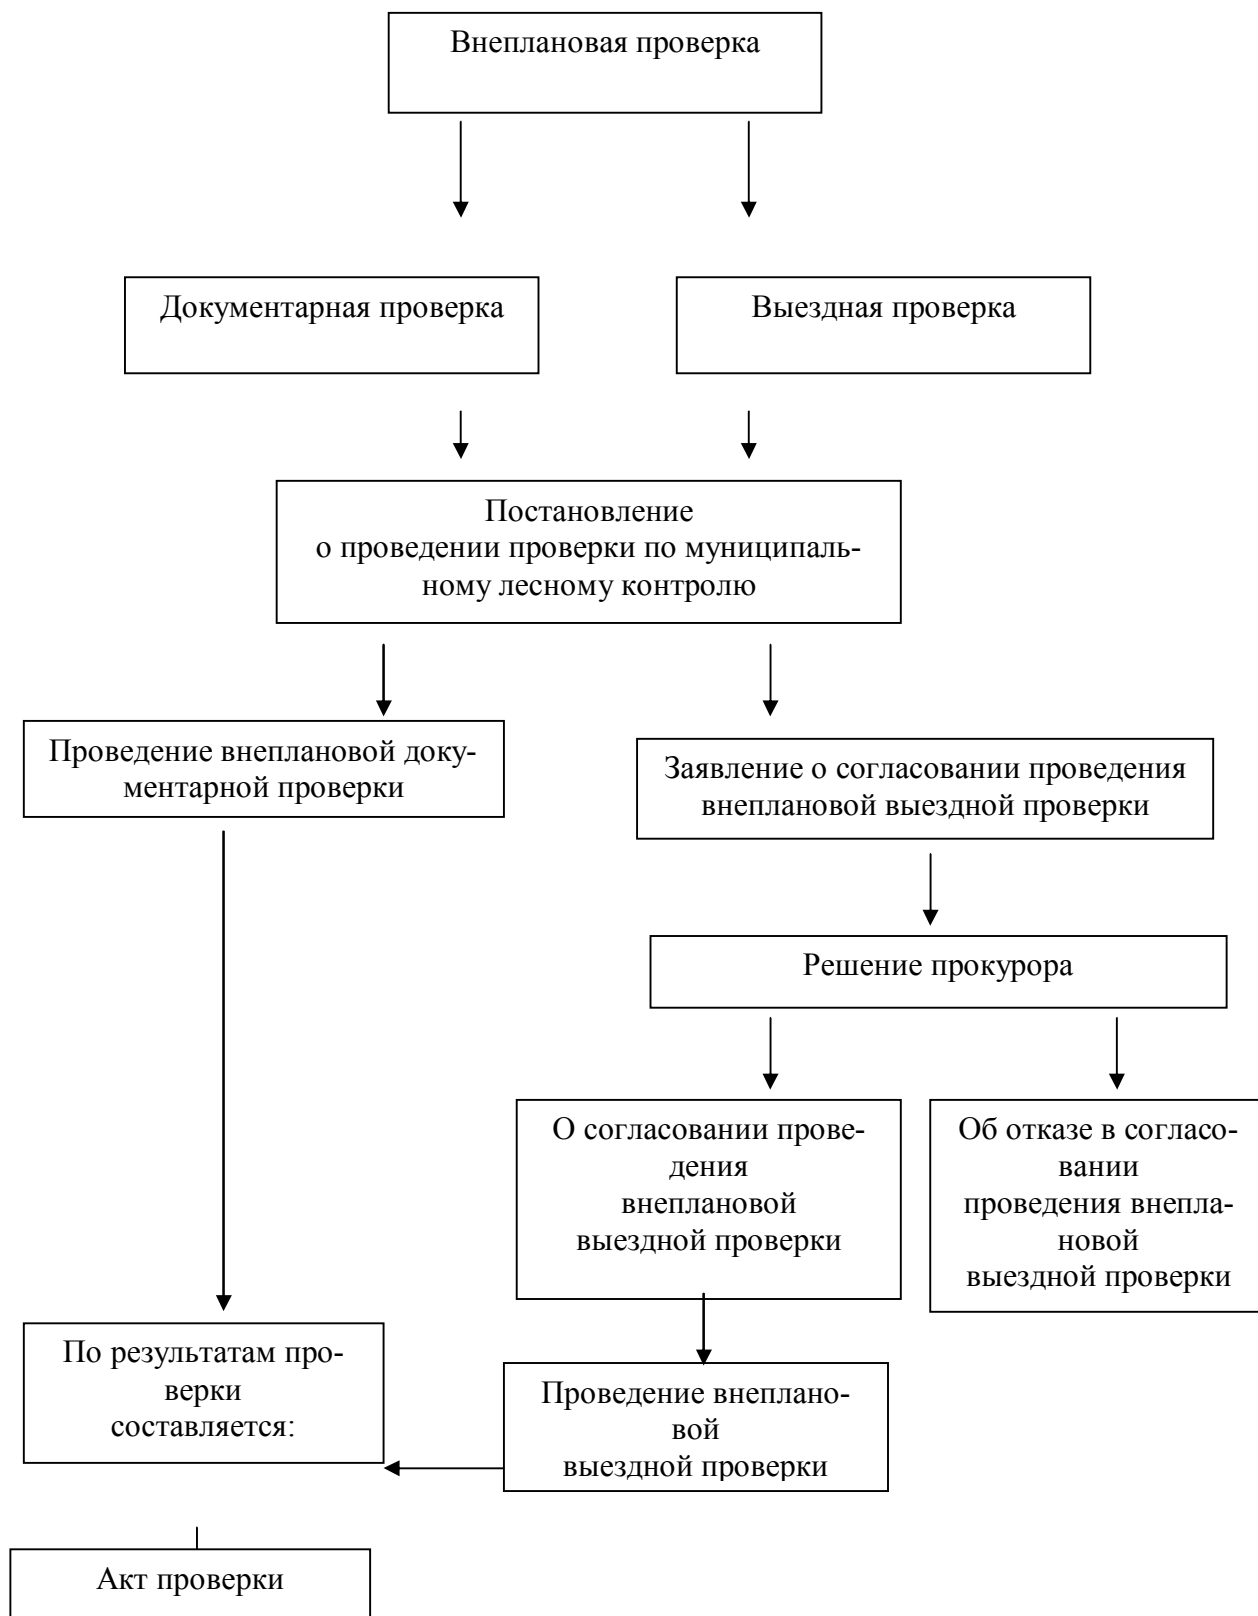 Внеплановая проверка
Документарная проверка
Выездная проверка
Постановление
о проведении проверки по муниципаль-
ному лесному контролю
Проведение внеплановой доку-
ментарной проверки
Заявление о согласовании проведения
внеплановой выездной проверки
Решение прокурора
О согласовании прове-
дения
внеплановой
выездной проверки
Об отказе в согласо-
вании
проведения внепла-
новой
выездной проверки
По результатам про-
верки
составляется:
Проведение внеплано-
вой
выездной проверки
Акт проверки